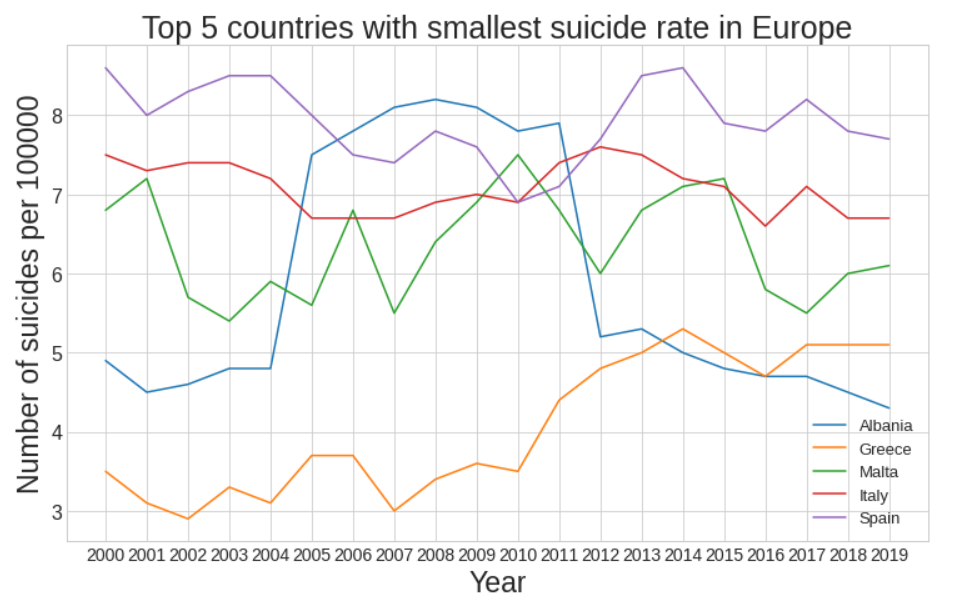 Top 5 countries with smallest suicide rate in Europe
Number of suicides per 100000
8
7
6
5
4
3
Albania
Greece
Malta
Italy
Spain
2000 2001 2002 2003 2004 2005 2006 2007 2008 2009 2010 2011 2012 2013 2014 2015 2016 2017 2018 2019
Year